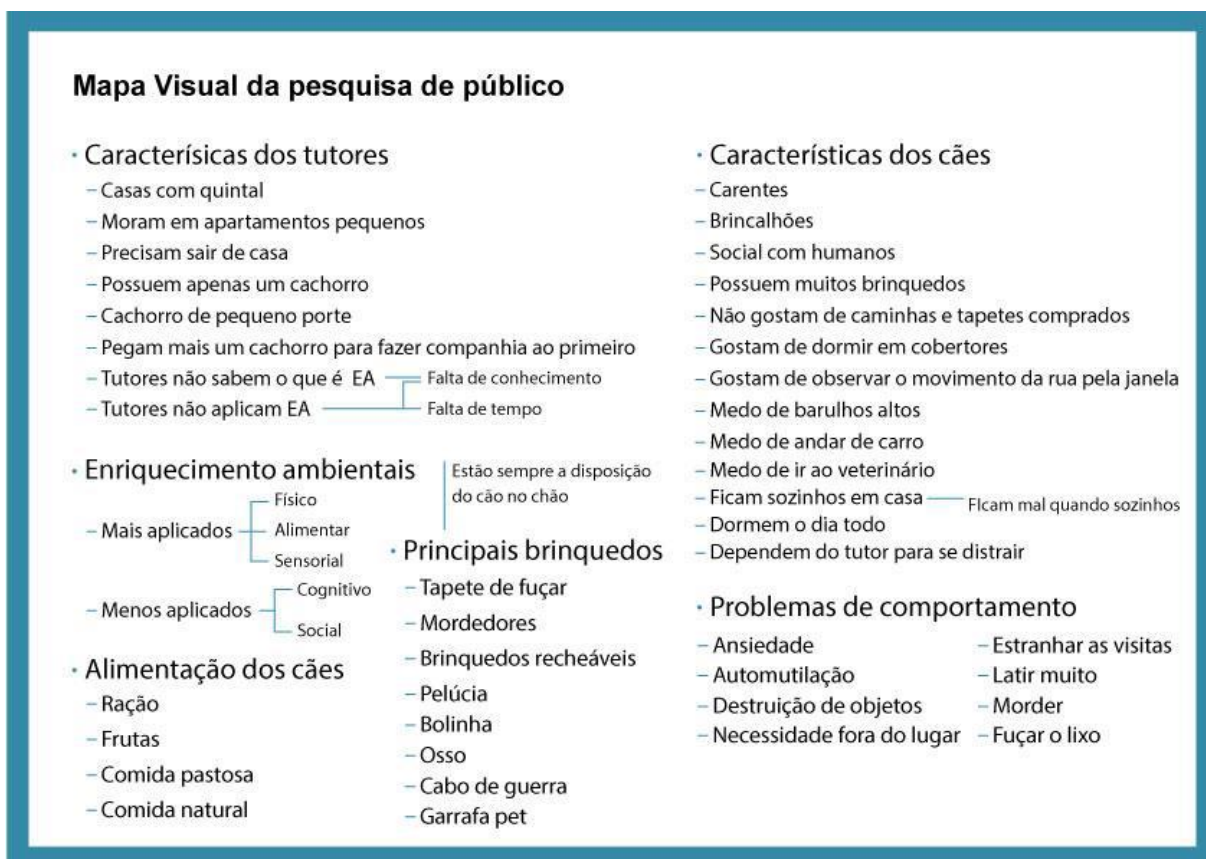 Mapa Visual da pesquisa de público
• Caracterísicas dos tutores
– Casas com quintal
– Moram em apartamentos pequenos
– Precisam sair de casa
– Possuem apenas um cachorro
– Cachorro de pequeno porte
– Pegam mais um cachorro para fazer companhia ao primeiro
– Tutores não sabem o que é EA
Falta de conhecimento
– Tutores não aplicam EA
Falta de tempo
• Enriquecimento ambientais
– Mais aplicados
Físico
Alimentar
Sensorial
– Menos aplicados
Cognitivo
Social
• Alimentação dos cães
– Ração
– Frutas
– Comida pastosa
– Comida natural
Estão sempre a disposição
do cão no chão
• Principais brinquedos
– Tapete de fuçar
– Mordedores
– Brinquedos recheáveis
– Pelúcia
– Bolinha
– Osso
– Cabo de guerra
– Garrafa pet
• Características dos cães
– Carentes
– Brincalhões
– Social com humanos
– Possuem muitos brinquedos
– Não gostam de caminhas e tapetes comprados
– Gostam de dormir em cobertores
– Gostam de observar o movimento da rua pela janela
– Medo de barulhos altos
– Medo de andar de carro
– Medo de ir ao veterinário
– Ficam sozinhos em casa
FIcam mal quando sozinhos
– Dormem o dia todo
– Dependem do tutor para se distrair
• Problemas de comportamento
– Ansiedade
– Automutilação
– Destruição de objetos
– Necessidade fora do lugar
– Estranhar as visitas
– Latir muito
– Morder
– Fuçar o lixo